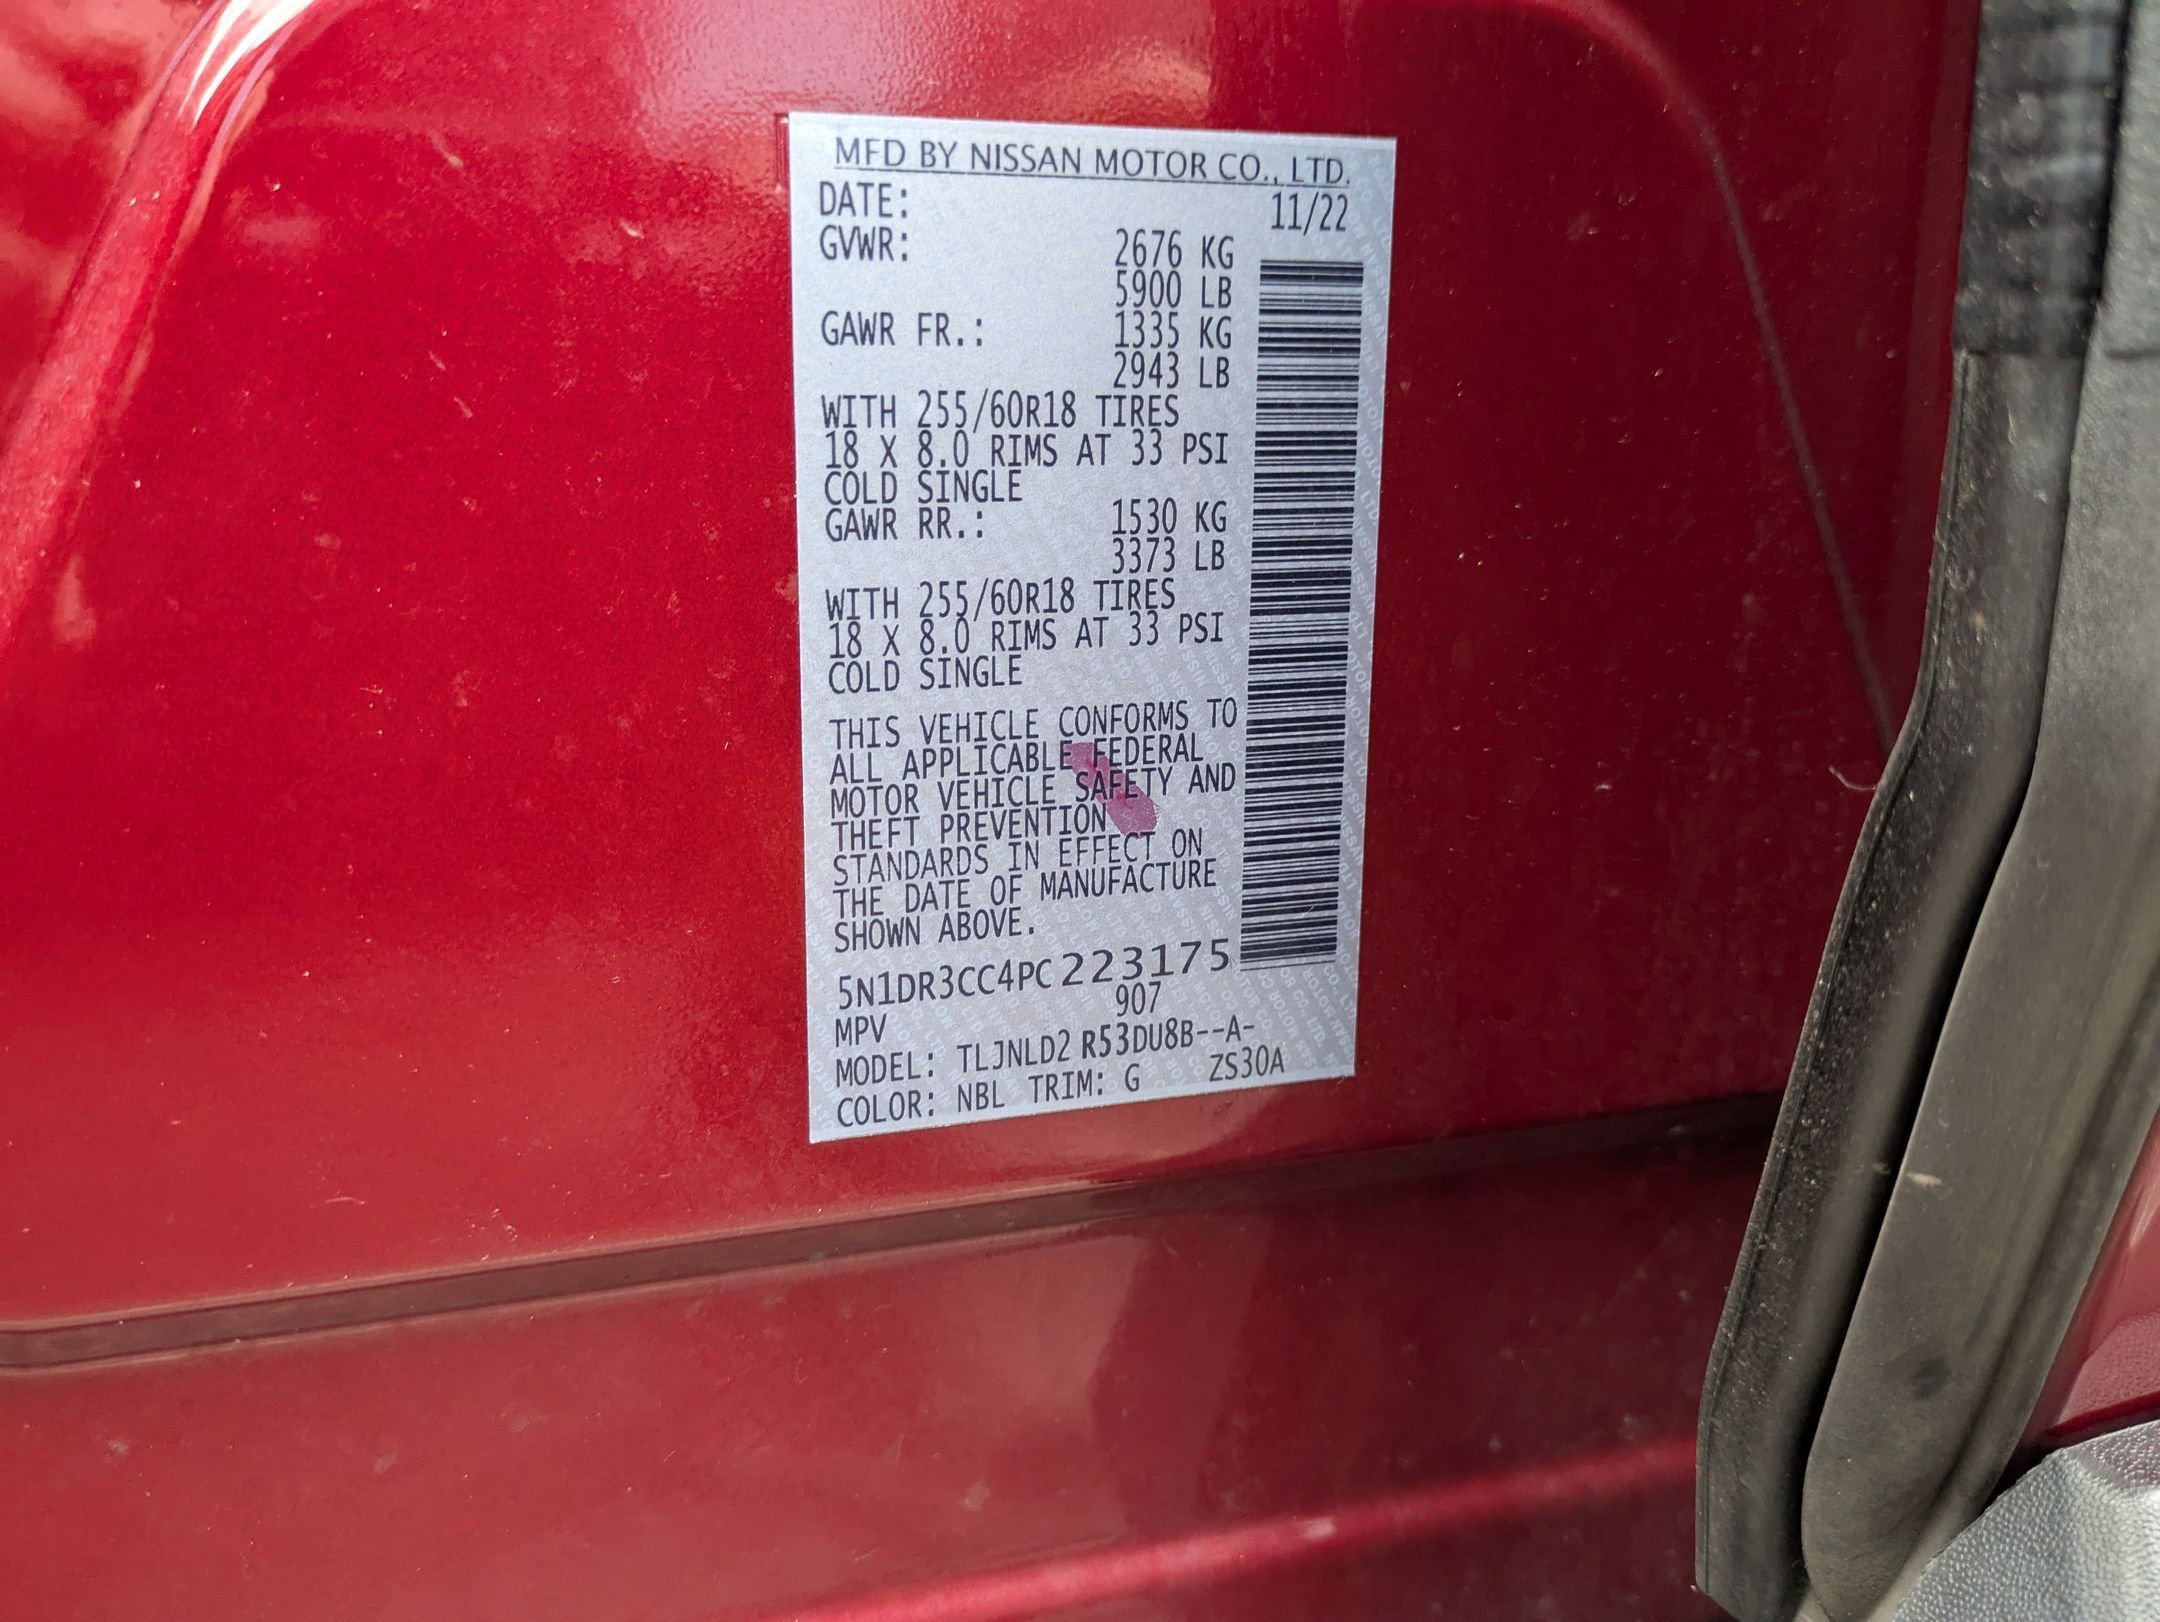 MFD BY NISSAN MOTOR CO., LTD.
DATE: 11/22
GVWR: 2676 KG
5900 LB
GAWR FR.: 1335 KG
2943 LB
WITH 255/60R18 TIRES
18 X 8.0 RIMS AT 33 PSI
COLD SINGLE
GAWR RR.: 1530 KG
3373 LB
WITH 255/60R18 TIRES
18 X 8.0 RIMS AT 33 PSI
COLD SINGLE
THIS VEHICLE CONFORMS TO
ALL APPLICABLE FEDERAL
MOTOR VEHICLE SAFETY AND
THEFT PREVENTION
STANDARDS IN EFFECT ON
THE DATE OF MANUFACTURE
SHOWN ABOVE.
5N1DR3CC4PC223175
907
MPV
MODEL: TLJNLD2 R53DU8B--A-
COLOR: NBL TRIM: G ZS30A